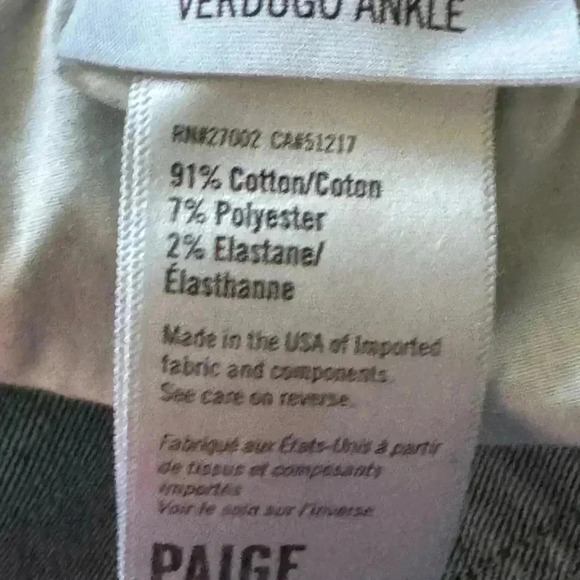 VERDUGO ANKLE
RN#27002 CA#51217
91% Cotton/Coton
7% Polyester
2% Elastane/
Élasthanne
Made in the USA of Imported
fabric and components.
See care on reverse.
Fabriqué aux États-Unis à partir
de tissus et composants
importés
Voir le soin sur l'inverse
PAIGE